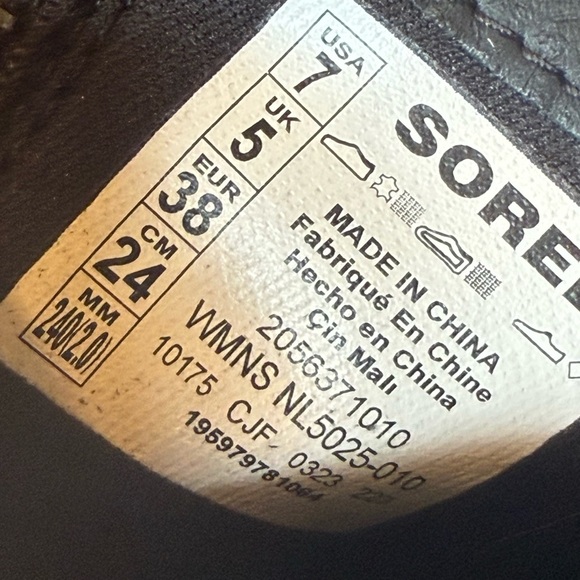 USA
7
UK
5
EUR
38
CM
24
MM
240(2.0)
SOREL
MADE IN CHINA
Fabriqué En Chine
Hecho en China
Çin Malı
2056371010
WMNS NL5025-010
10175 CJF 0323